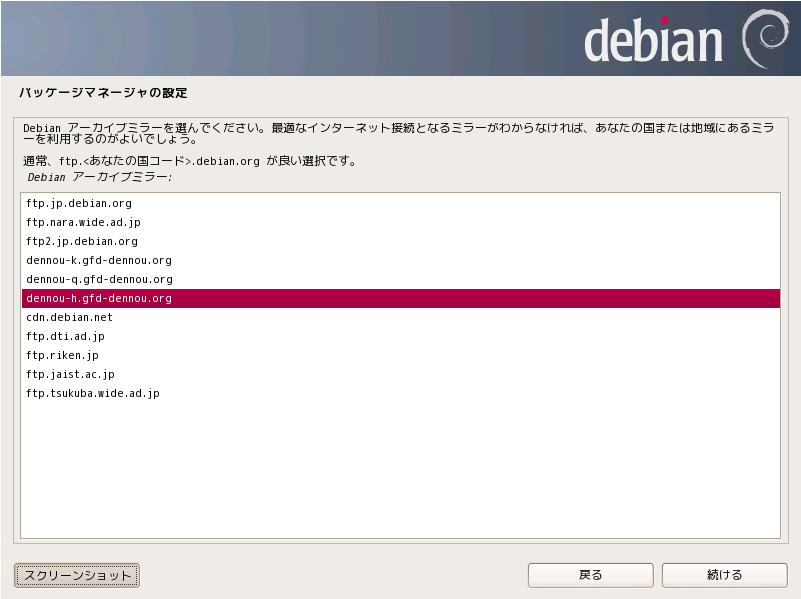 debian
パッケージマネージャの設定
Debian アーカイブミラーを選んでください。最適なインターネット接続となるミラーがわからなければ、あなたの国または地域にあるミラ
ーを利用するのがよいでしょう。
通常、ftp.<あなたの国コード>.debian.org が良い選択です。
Debian アーカイブミラー:
ftp.jp.debian.org
ftp.nara.wide.ad.jp
ftp2.jp.debian.org
dennou-k.gfd-dennou.org
dennou-q.gfd-dennou.org
dennou-h.gfd-dennou.org
cdn.debian.net
ftp.dti.ad.jp
ftp.riken.jp
ftp.jaist.ac.jp
ftp.tsukuba.wide.ad.jp
スクリーンショット
戻る
続ける